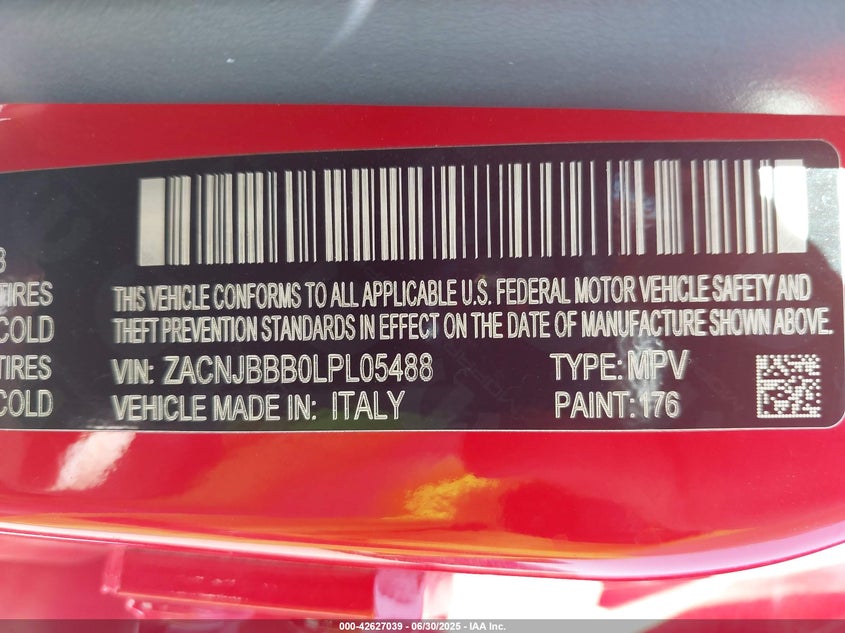 3
TIRES
COLD
TIRES
COLD
THIS VEHICLE CONFORMS TO ALL APPLICABLE U.S. FEDERAL MOTOR VEHICLE SAFETY AND
THEFT PREVENTION STANDARDS IN EFFECT ON THE DATE OF MANUFACTURE SHOWN ABOVE.
VIN: ZACNJBBB0LPL05488 TYPE: MPV
VEHICLE MADE IN: ITALY PAINT: 176
000-42627039 - 06/30/2025 - IAA Inc.